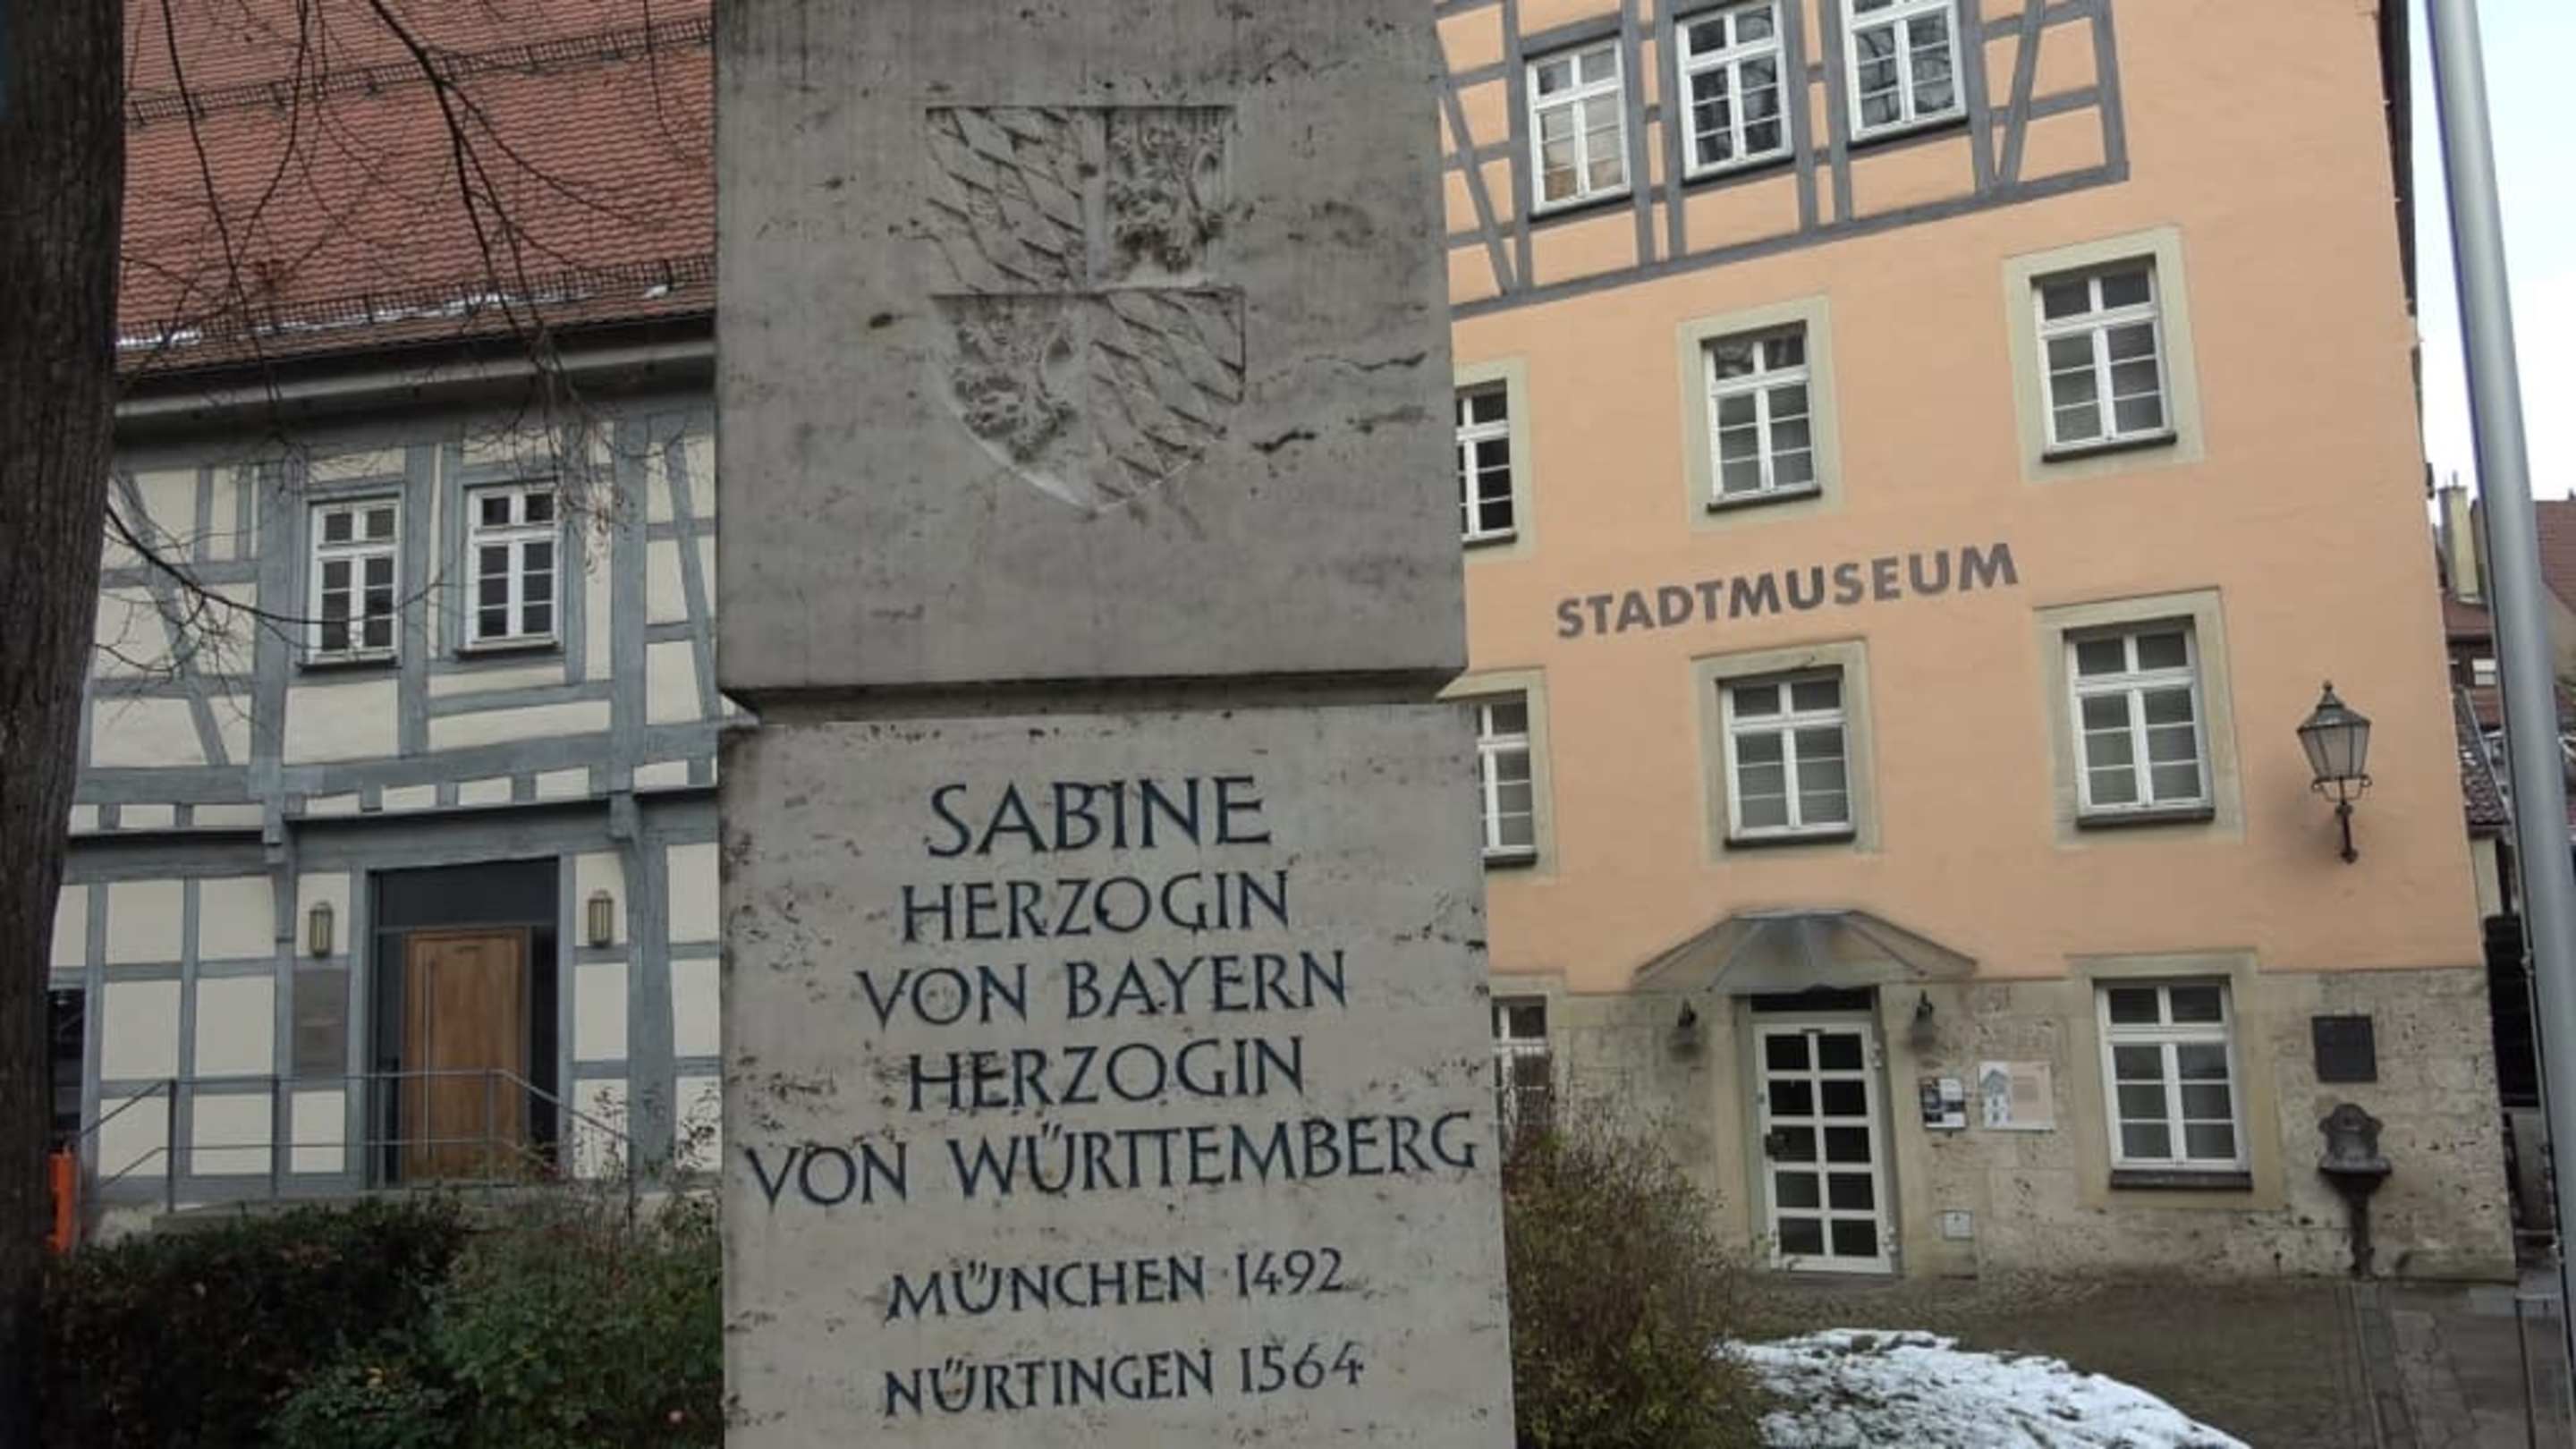 STADTMUSEUM
SABINE
HERZOGIN
VON BAYERN
HERZOGIN
VON WÜRTTEMBERG
MÜNCHEN 1492
NÜRTINGEN 1564